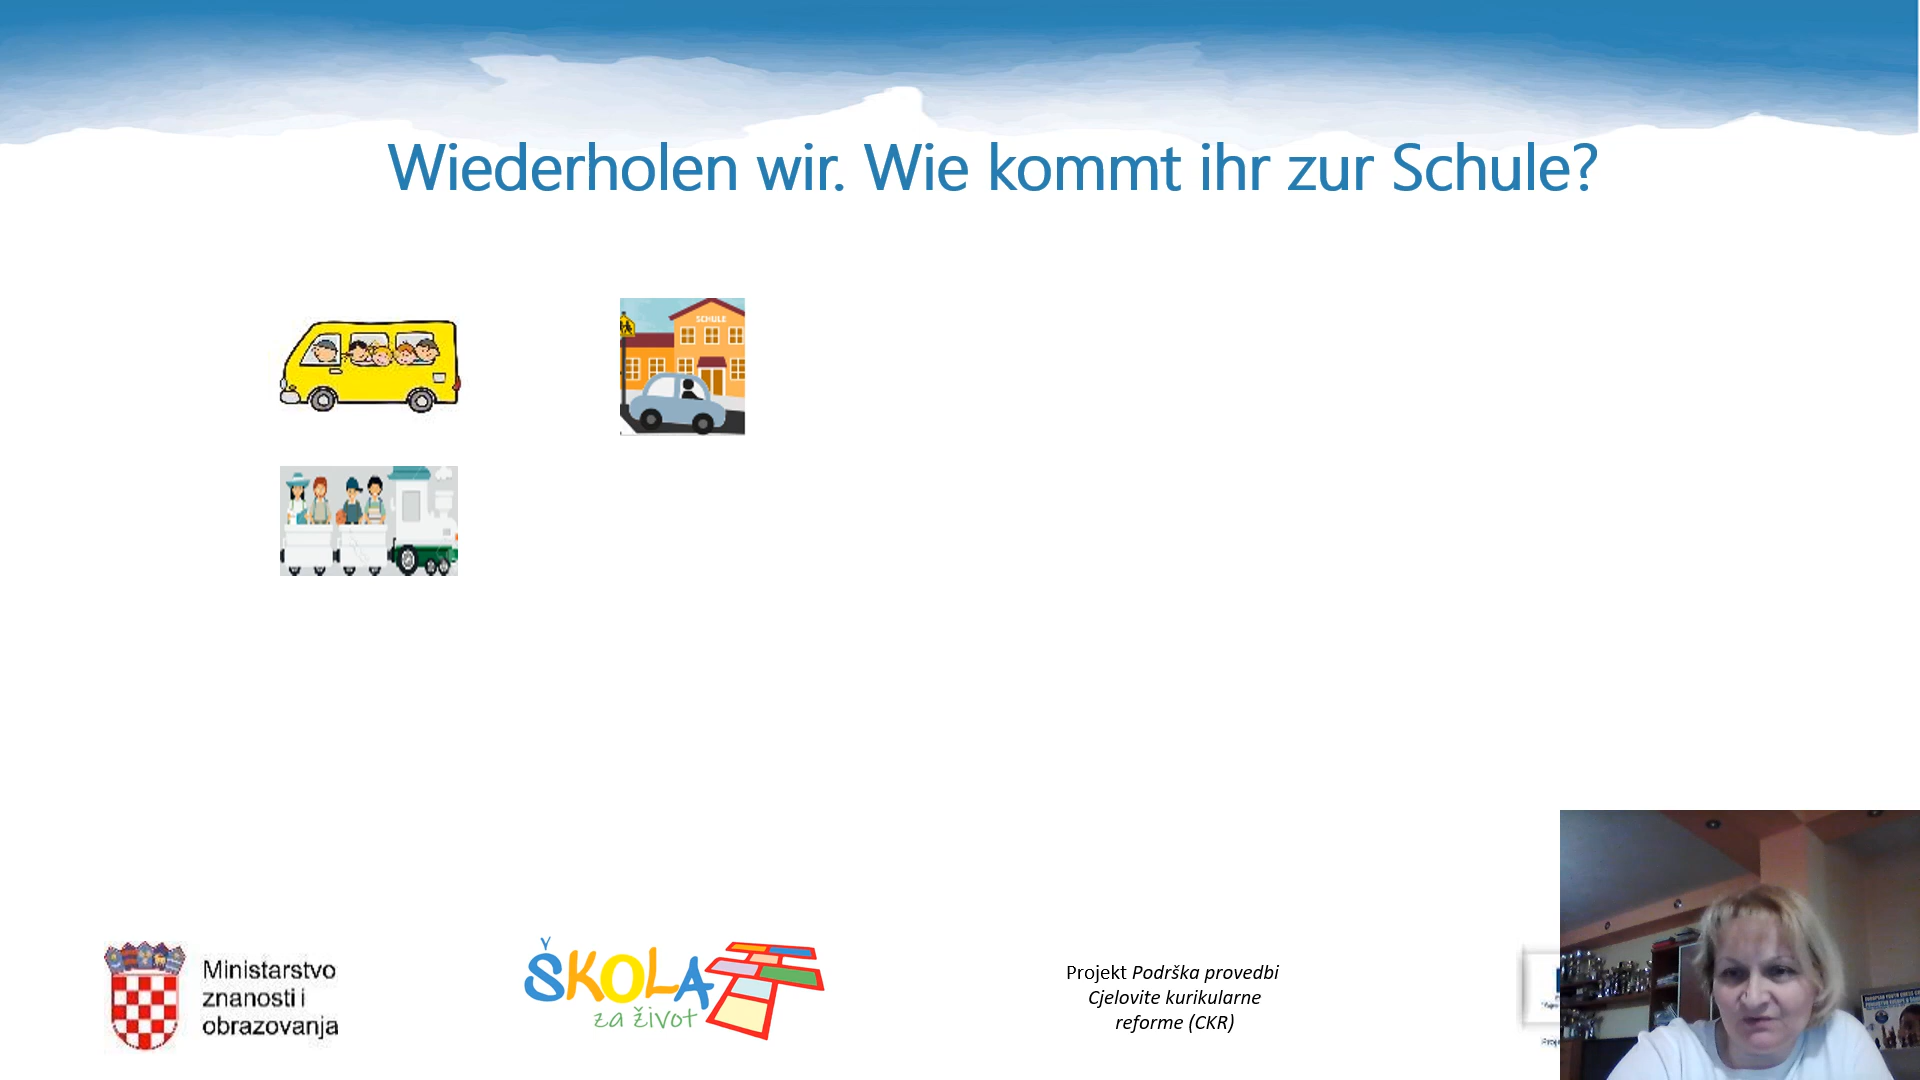 Wiederholen wir. Wie kommt ihr zur Schule?
SCHULE
Ministarstvo
znanosti i
obrazovanja
ŠKOLA
za život
Projekt Podrška provedbi
Cjelovite kurikularne
reforme (CKR)